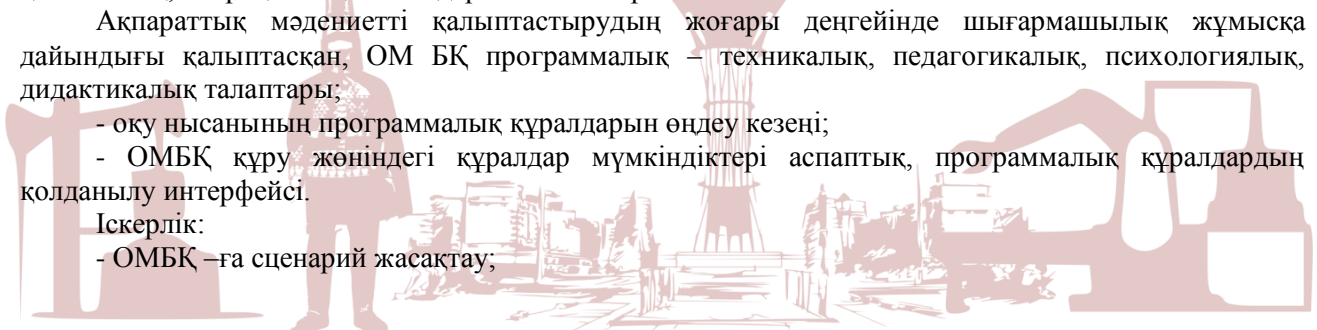 Ақпараттық мәдениетті қалыптастырудың жоғары деңгейінде шығармашылық жұмысқа
дайындығы қалыптасқан, ОМ БҚ программалық – техникалық, педагогикалық, психологиялық,
дидактикалық талаптары;
- оқу нысанының программалық құралдарын өңдеу кезеңі;
- ОМБҚ құру жөніндегі құралдар мүмкіндіктері аспаптық, программалық құралдардың
қолданылу интерфейсі.
Іскерлік:
- ОМБҚ –ға сценарий жасақтау;